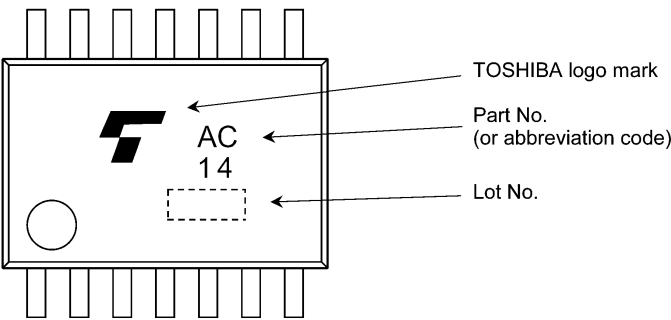 TOSHIBA logo mark
Part No.
(or abbreviation code)
AC
14
Lot No.